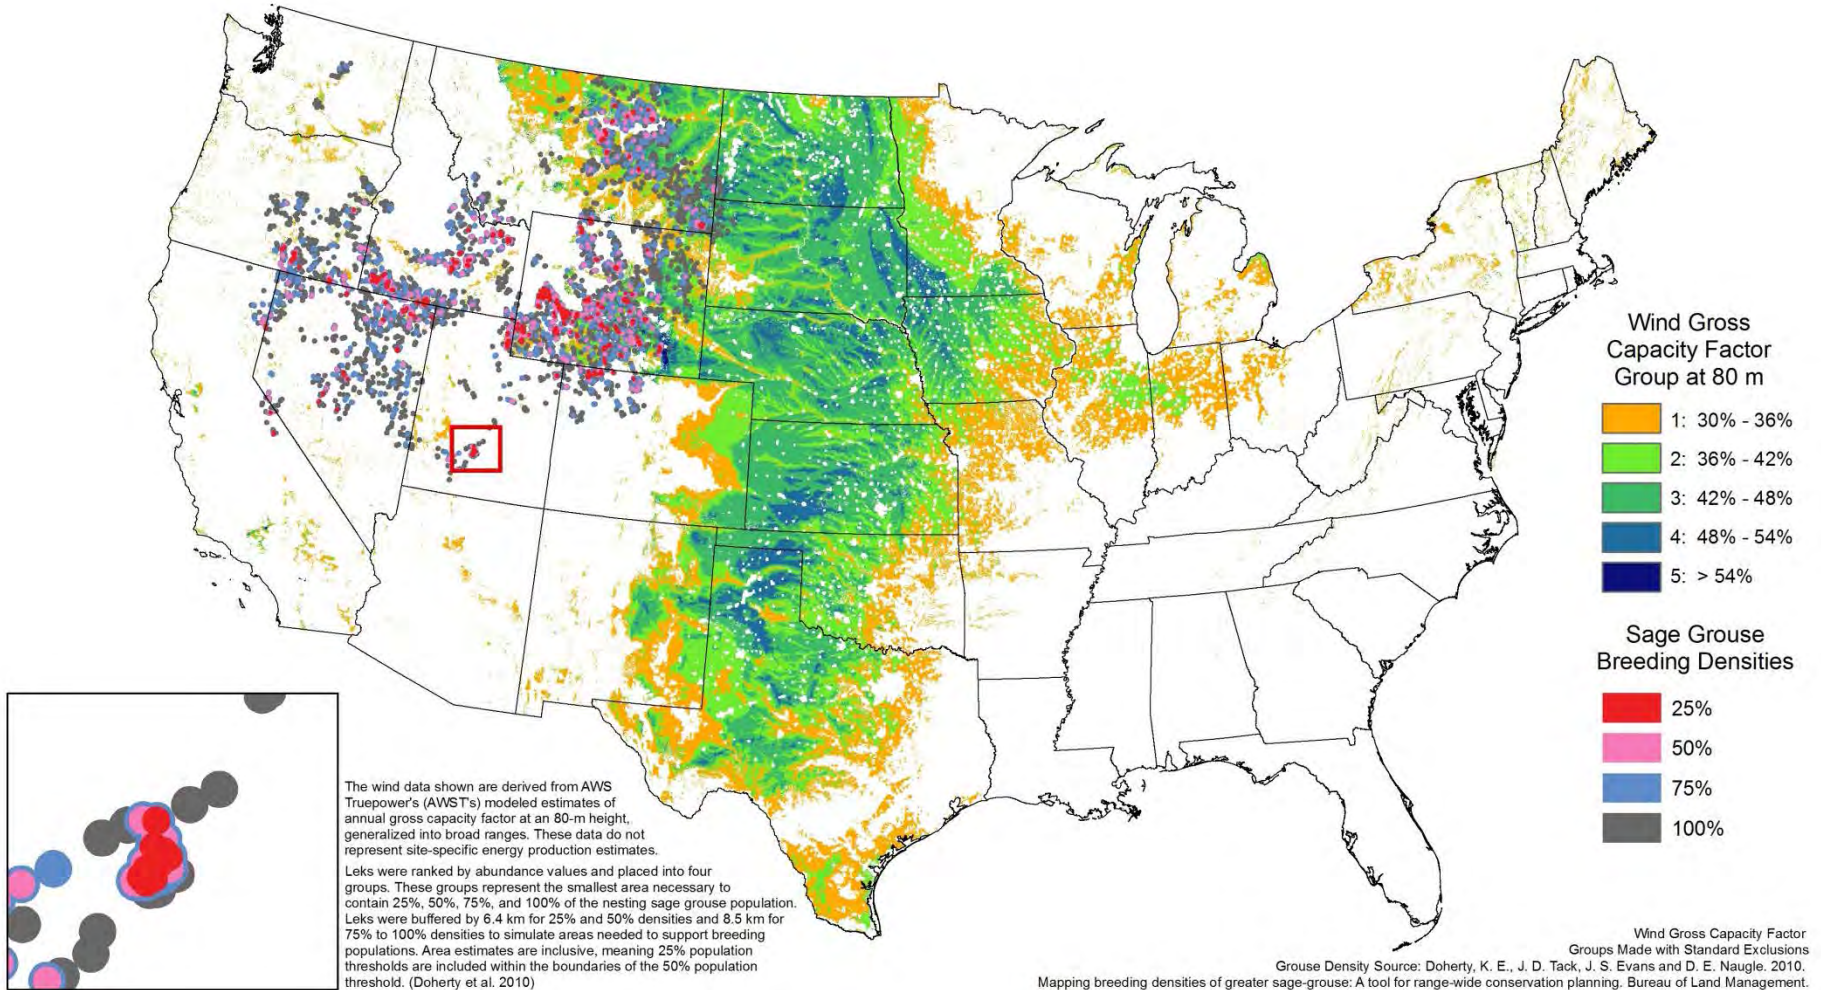 Wind Gross
Capacity Factor
Group at 80 m
1: 30% - 36%
2: 36% - 42%
3: 42% - 48%
4: 48% - 54%
5: > 54%
Sage Grouse
Breeding Densities
25%
50%
75%
100%
The wind data shown are derived from AWS
Truepower's (AWST's) modeled estimates of
annual gross capacity factor at an 80-m height,
generalized into broad ranges. These data do not
represent site-specific energy production estimates.
Leks were ranked by abundance values and placed into four
groups. These groups represent the smallest area necessary to
contain 25%, 50%, 75%, and 100% of the nesting sage grouse population.
Leks were buffered by 6.4 km for 25% and 50% densities and 8.5 km for
75% to 100% densities to simulate areas needed to support breeding
populations. Area estimates are inclusive, meaning 25% population
thresholds are included within the boundaries of the 50% population
threshold. (Doherty et al. 2010)
Wind Gross Capacity Factor
Groups Made with Standard Exclusions
Grouse Density Source: Doherty, K. E., J. D. Tack, J. S. Evans and D. E. Naugle. 2010.
Mapping breeding densities of greater sage-grouse: A tool for range-wide conservation planning. Bureau of Land Management.